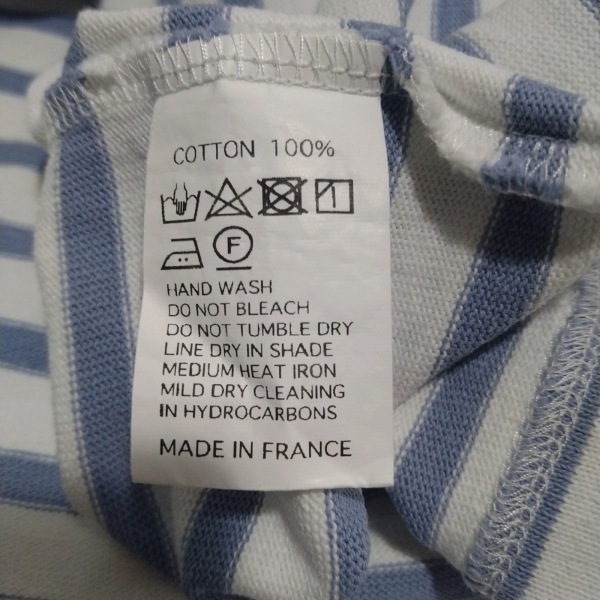 COTTON 100%
F
HAND WASH
DO NOT BLEACH
DO NOT TUMBLE DRY
LINE DRY IN SHADE
MEDIUM HEAT IRON
MILD DRY CLEANING
IN HYDROCARBONS
MADE IN FRANCE